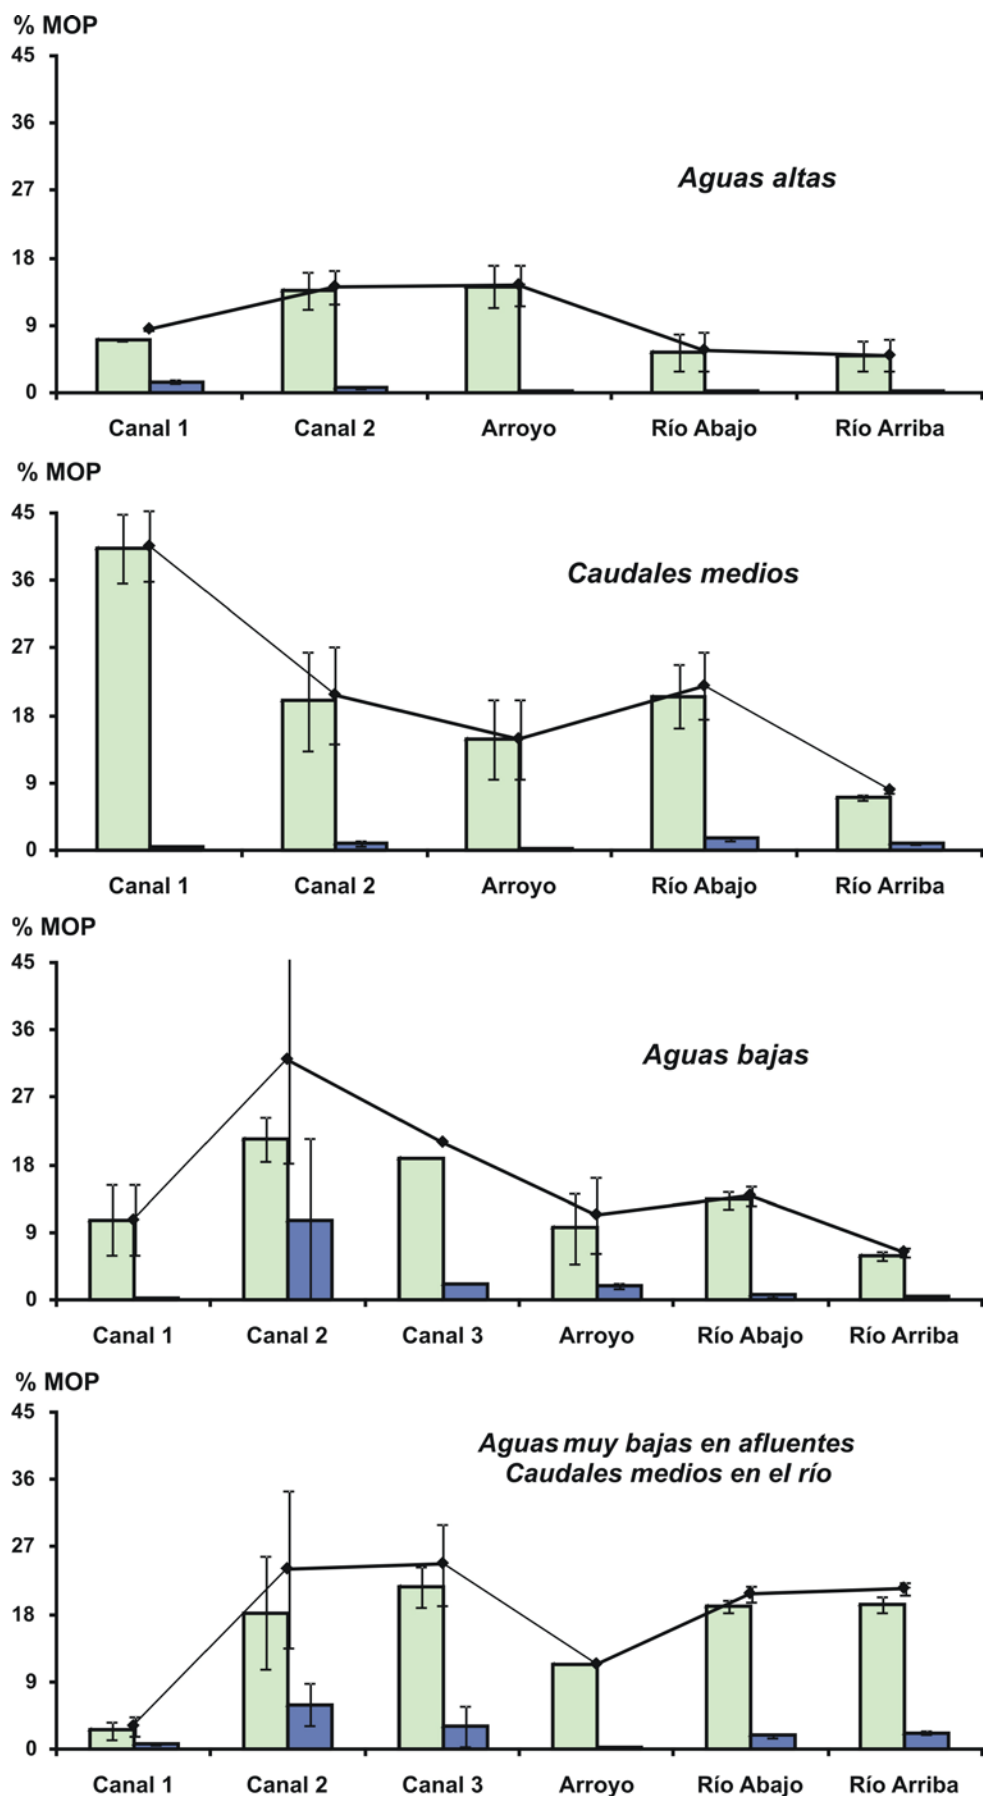 % MOP
45
36
27
18
9
0
Aguas altas
Canal 1 Canal 2 Arroyo Río Abajo Río Arriba
% MOP
45
36
27
18
9
0
Caudales medios
Canal 1 Canal 2 Arroyo Río Abajo Río Arriba
% MOP
45
36
27
18
9
0
Aguas bajas
Canal 1 Canal 2 Canal 3 Arroyo Río Abajo Río Arriba
% MOP
45
36
27
18
9
0
Aguas muy bajas en afluentes
Caudales medios en el río
Canal 1 Canal 2 Canal 3 Arroyo Río Abajo Río Arriba